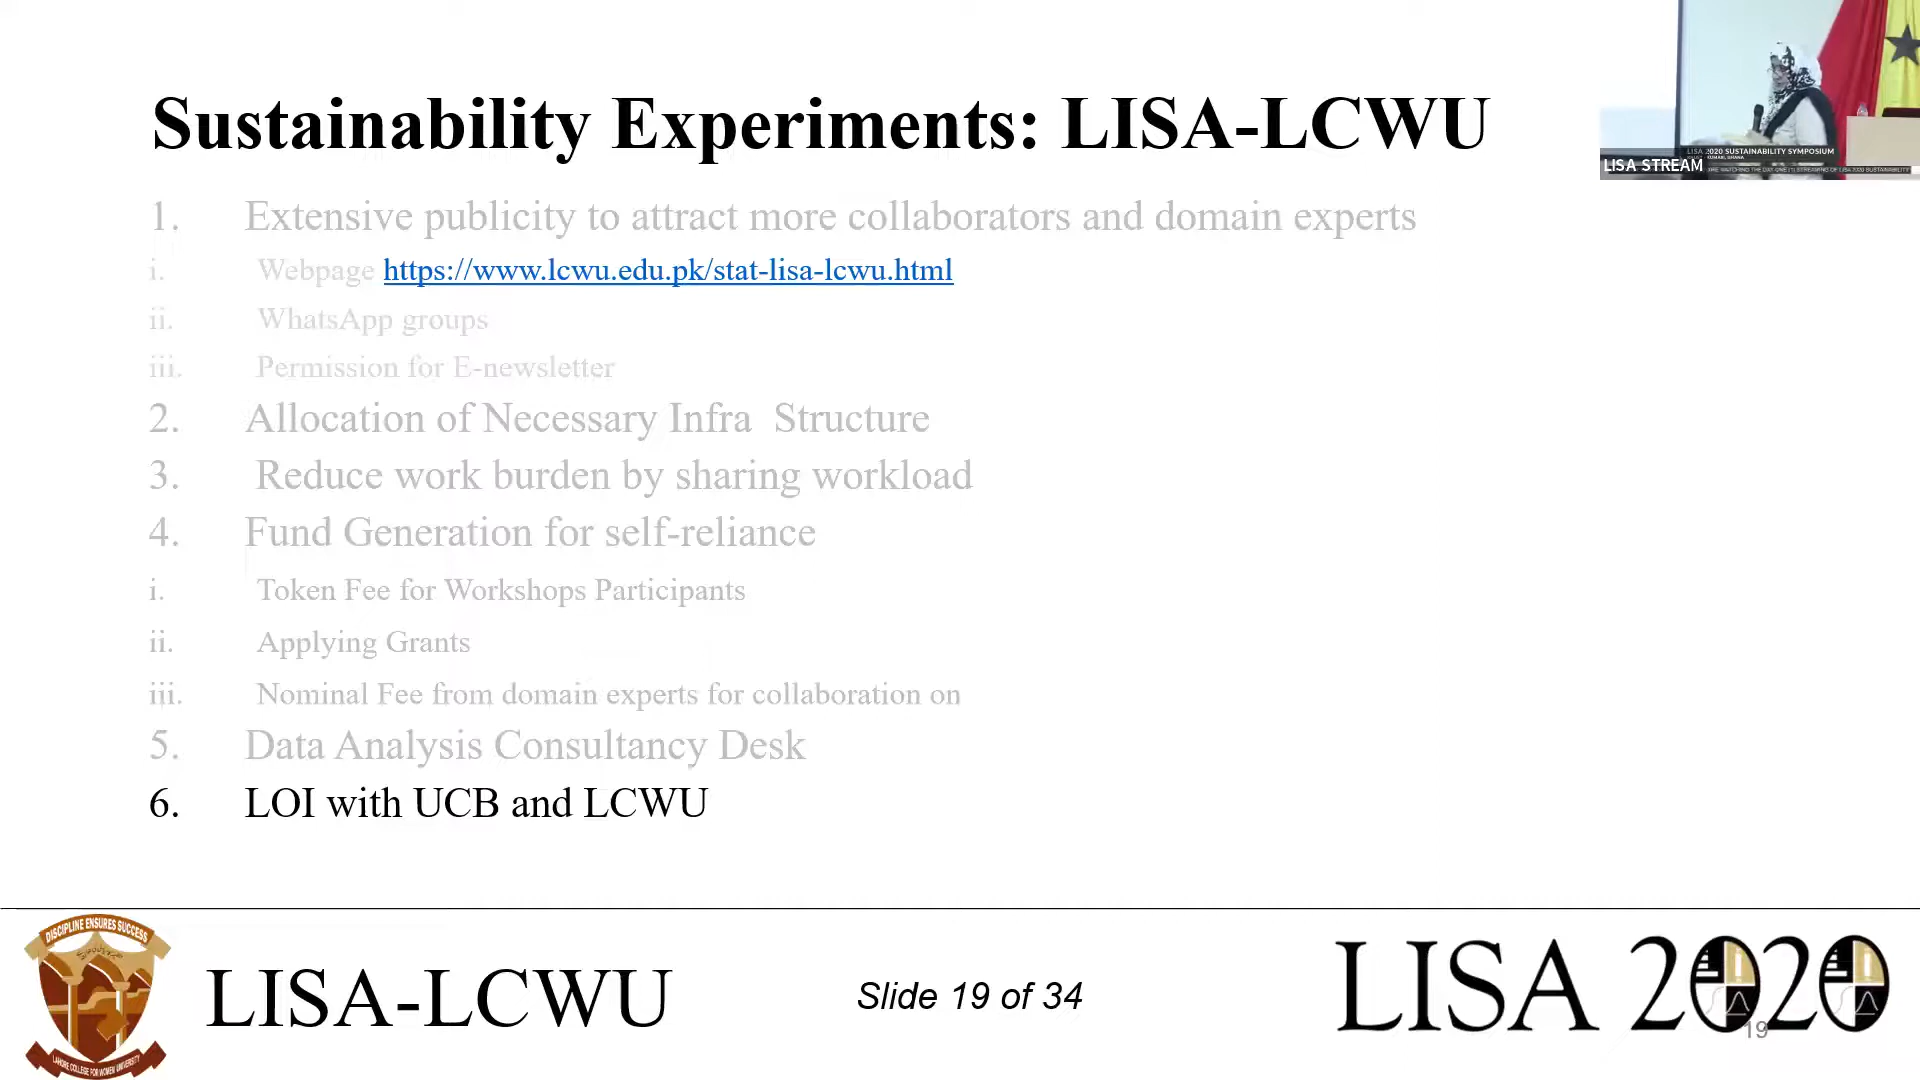 Sustainability Experiments: LISA-LCWU
LISA 2020 SUSTAINABILITY SYMPOSIUM
LISA STREAM
1. Extensive publicity to attract more collaborators and domain experts
i. Webpage https://www.lcwu.edu.pk/stat-lisa-lcwu.html
ii. WhatsApp groups
iii. Permission for E-newsletter
2. Allocation of Necessary Infra Structure
3. Reduce work burden by sharing workload
4. Fund Generation for self-reliance
i. Token Fee for Workshops Participants
ii. Applying Grants
iii. Nominal Fee from domain experts for collaboration on
5. Data Analysis Consultancy Desk
6. LOI with UCB and LCWU
DISCIPLINE ENSURES SUCCESS
LAHORE COLLEGE FOR WOMEN UNIVERSITY
LISA-LCWU
Slide 19 of 34
LISA 2020
19